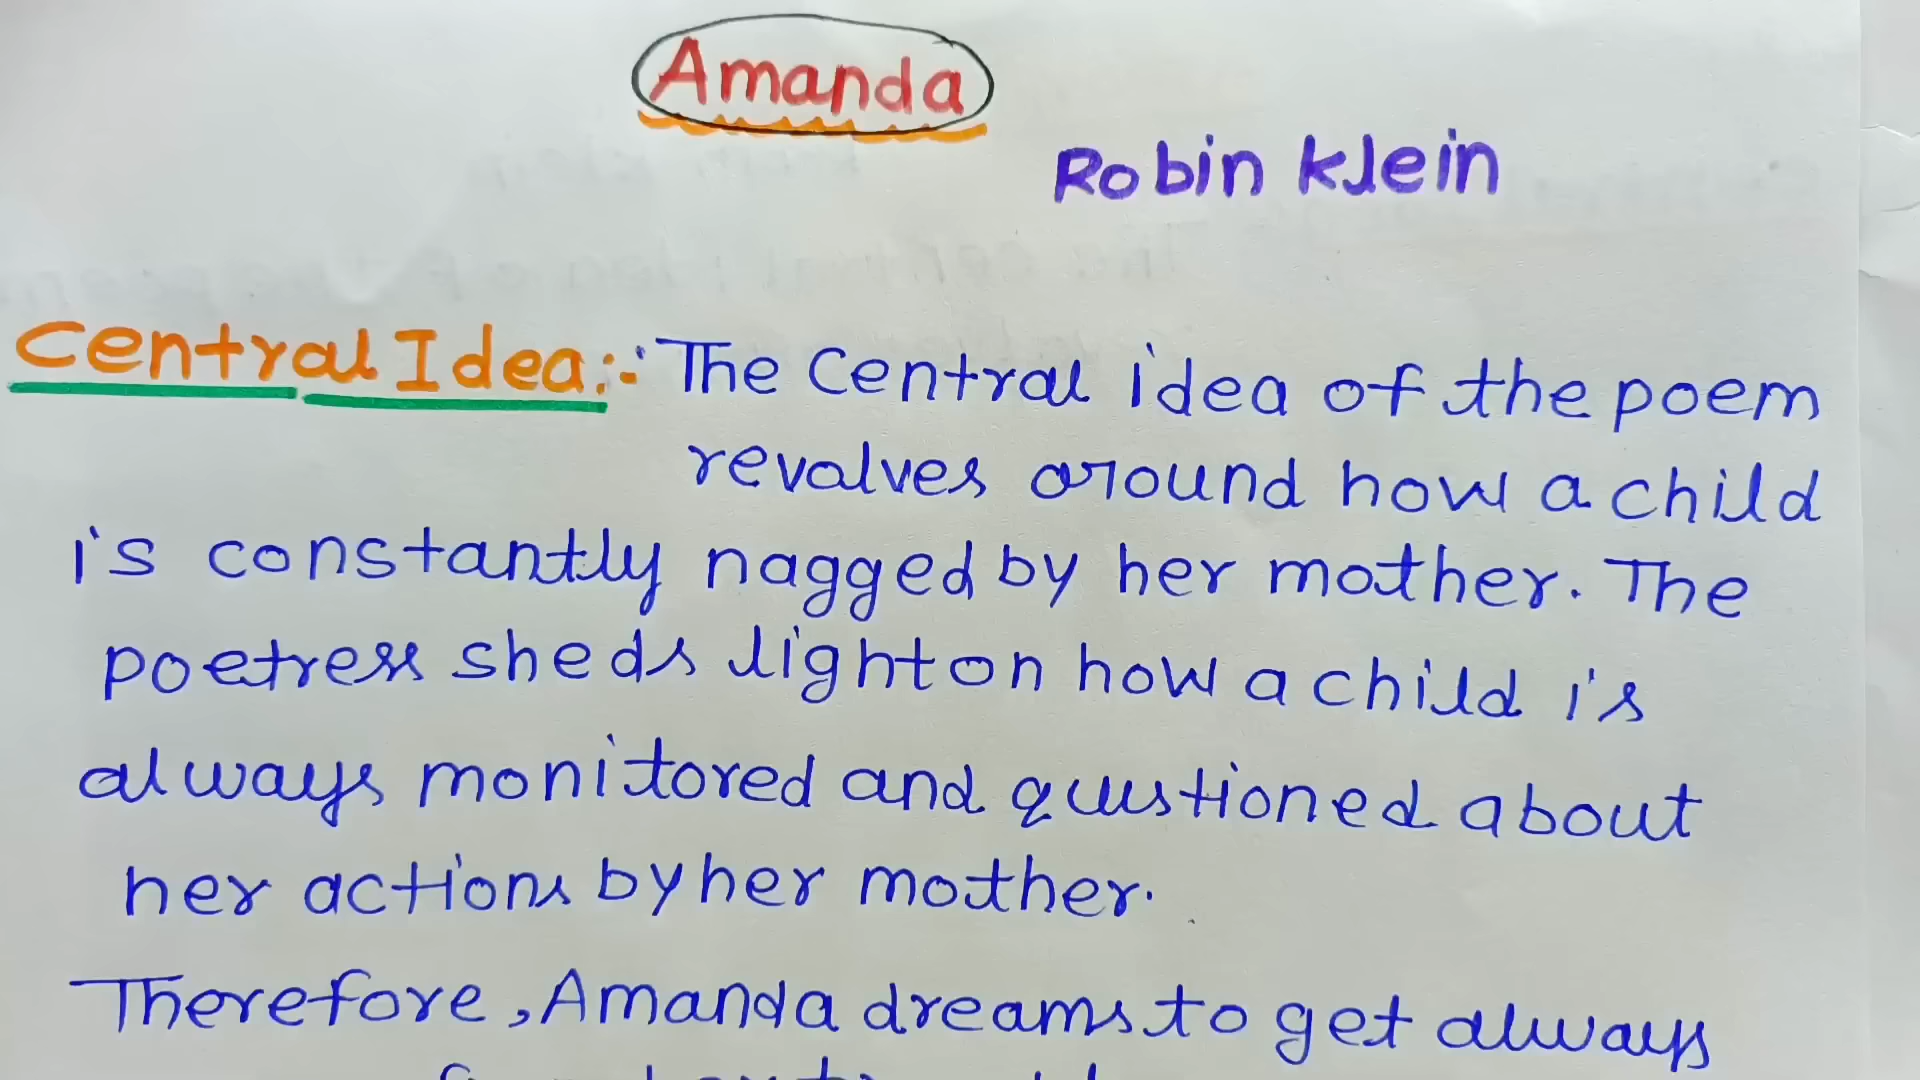 Amanda
Robin Klein
Central Idea:- The Central idea of the poem
revalves around how a child
is constantly nagged by her mother. The
poetress sheds light on how a child is
always monitored and questioned about
her actions by her mother.
Therefore, Amanda dreams to get always